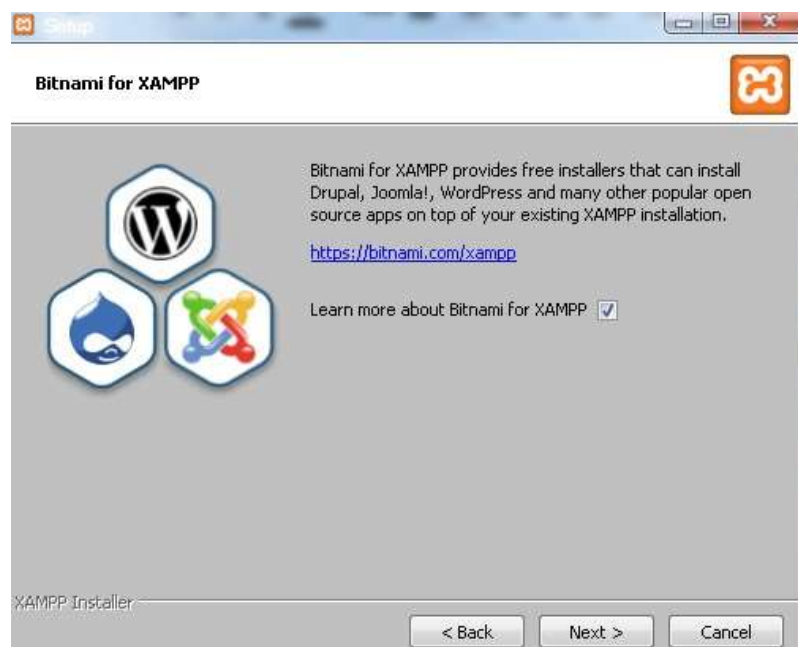 Setup
Bitnami for XAMPP
Bitnami for XAMPP provides free installers that can install
Drupal, Joomla!, WordPress and many other popular open
source apps on top of your existing XAMPP installation.
https://bitnami.com/xampp
Learn more about Bitnami for XAMPP
XAMPP Installer
< Back
Next >
Cancel